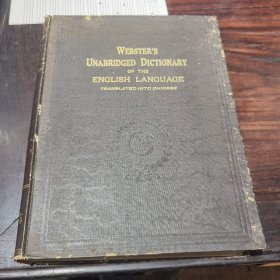 WEBSTER'S
UNABRIDGED DICTIONARY
OF THE
ENGLISH LANGUAGE
TRANSLATED INTO CHINESE